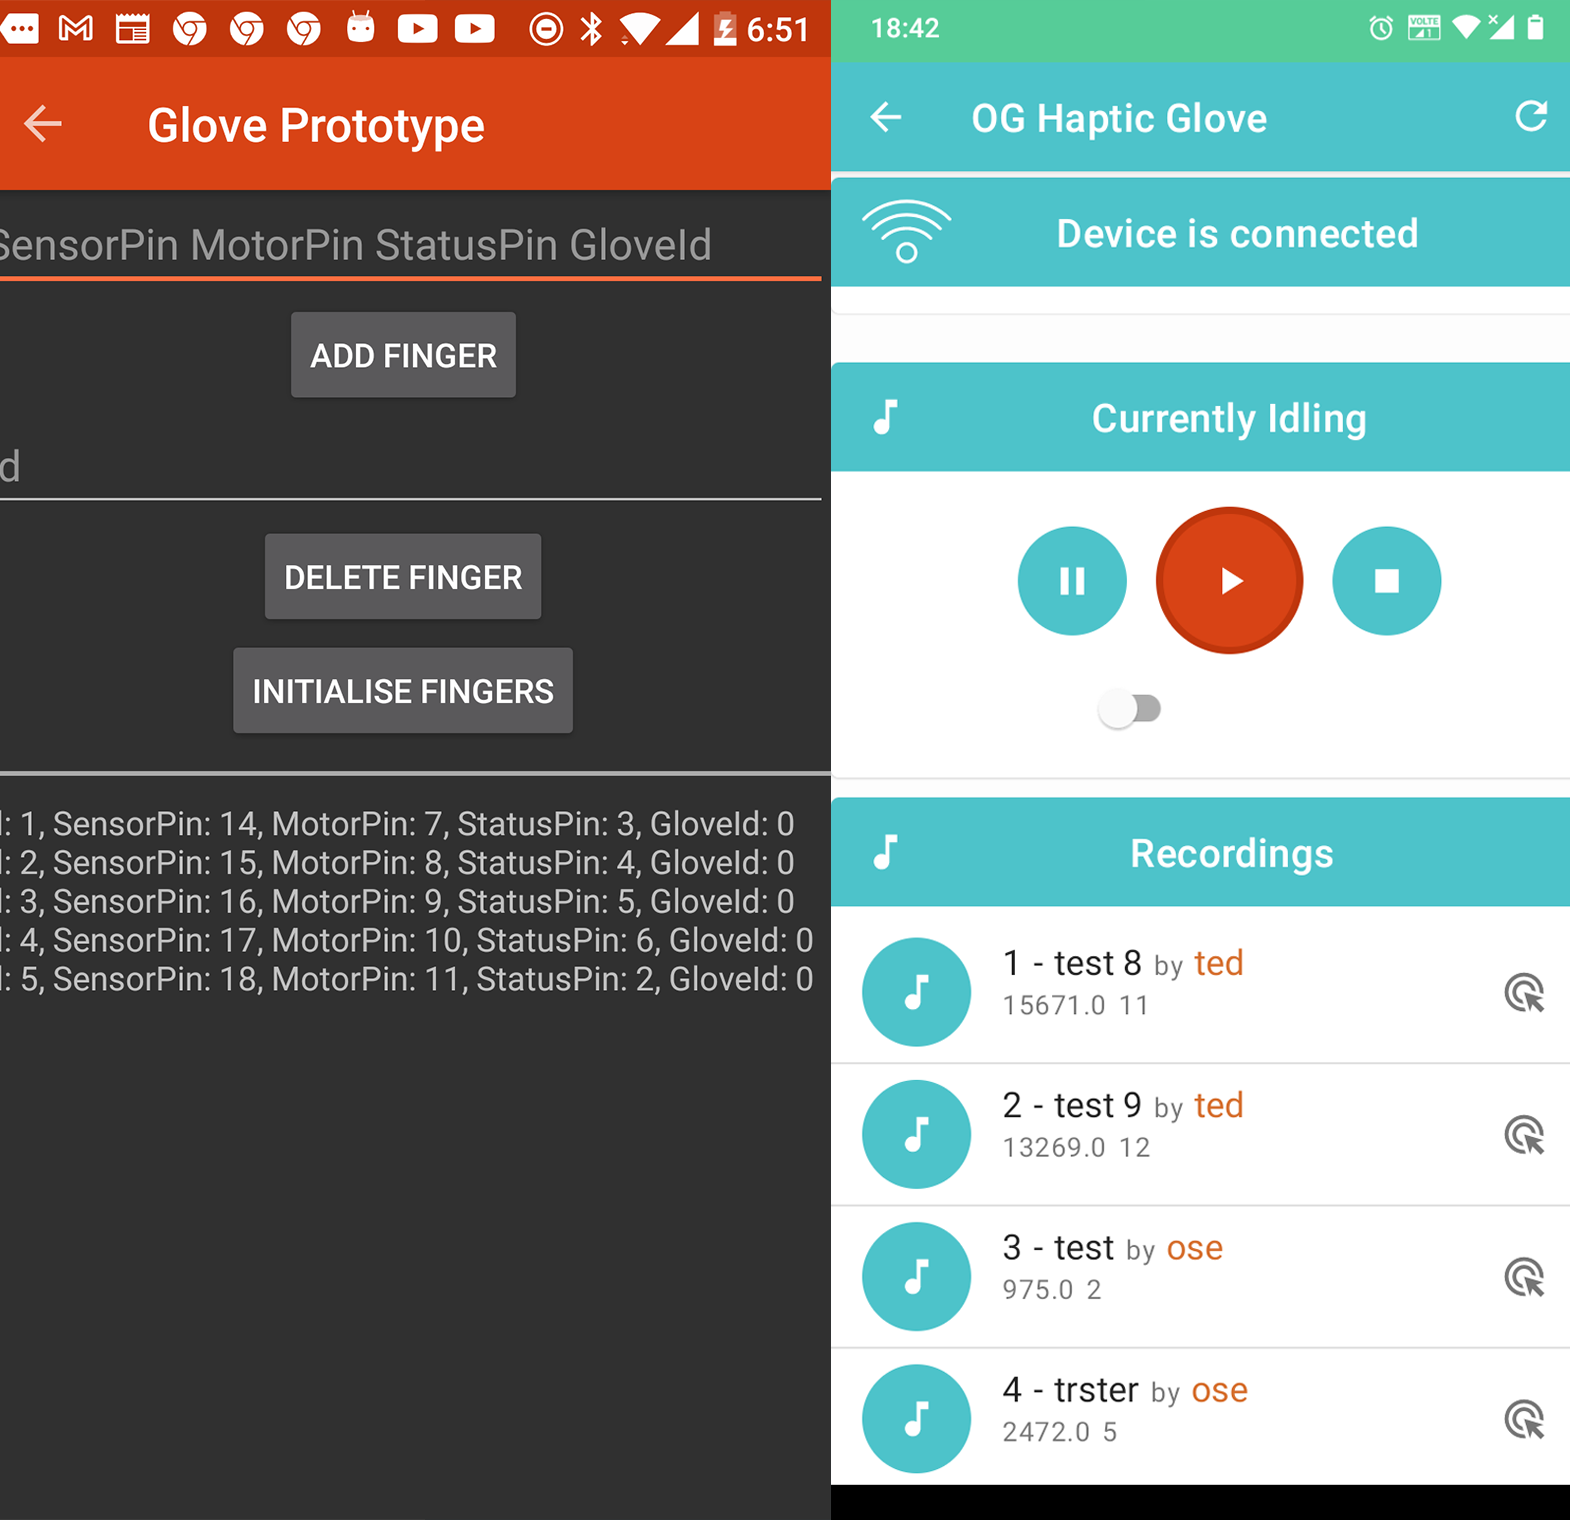 6:51
Glove Prototype
SensorPin MotorPin StatusPin GloveId
ADD FINGER
d
DELETE FINGER
INITIALISE FINGERS
: 1, SensorPin: 14, MotorPin: 7, StatusPin: 3, GloveId: 0
: 2, SensorPin: 15, MotorPin: 8, StatusPin: 4, GloveId: 0
: 3, SensorPin: 16, MotorPin: 9, StatusPin: 5, GloveId: 0
: 4, SensorPin: 17, MotorPin: 10, StatusPin: 6, GloveId: 0
: 5, SensorPin: 18, MotorPin: 11, StatusPin: 2, GloveId: 0
18:42
VOLTE
1
OG Haptic Glove
Device is connected
Currently Idling
Recordings
1 - test 8 by ted
15671.0 11
2 - test 9 by ted
13269.0 12
3 - test by ose
975.0 2
4 - trster by ose
2472.0 5